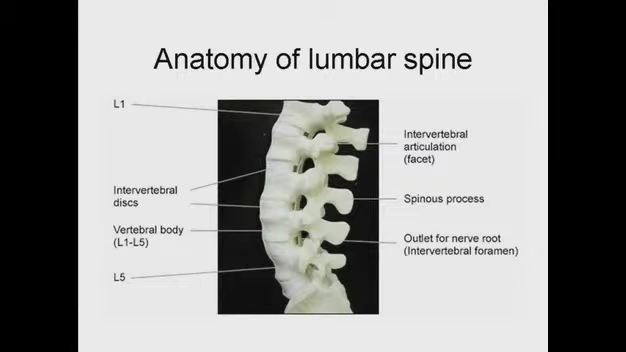 Anatomy of lumbar spine
L1
Intervertebral
discs
Vertebral body
(L1-L5)
L5
Intervertebral
articulation
(facet)
Spinous process
Outlet for nerve root
(Intervertebral foramen)